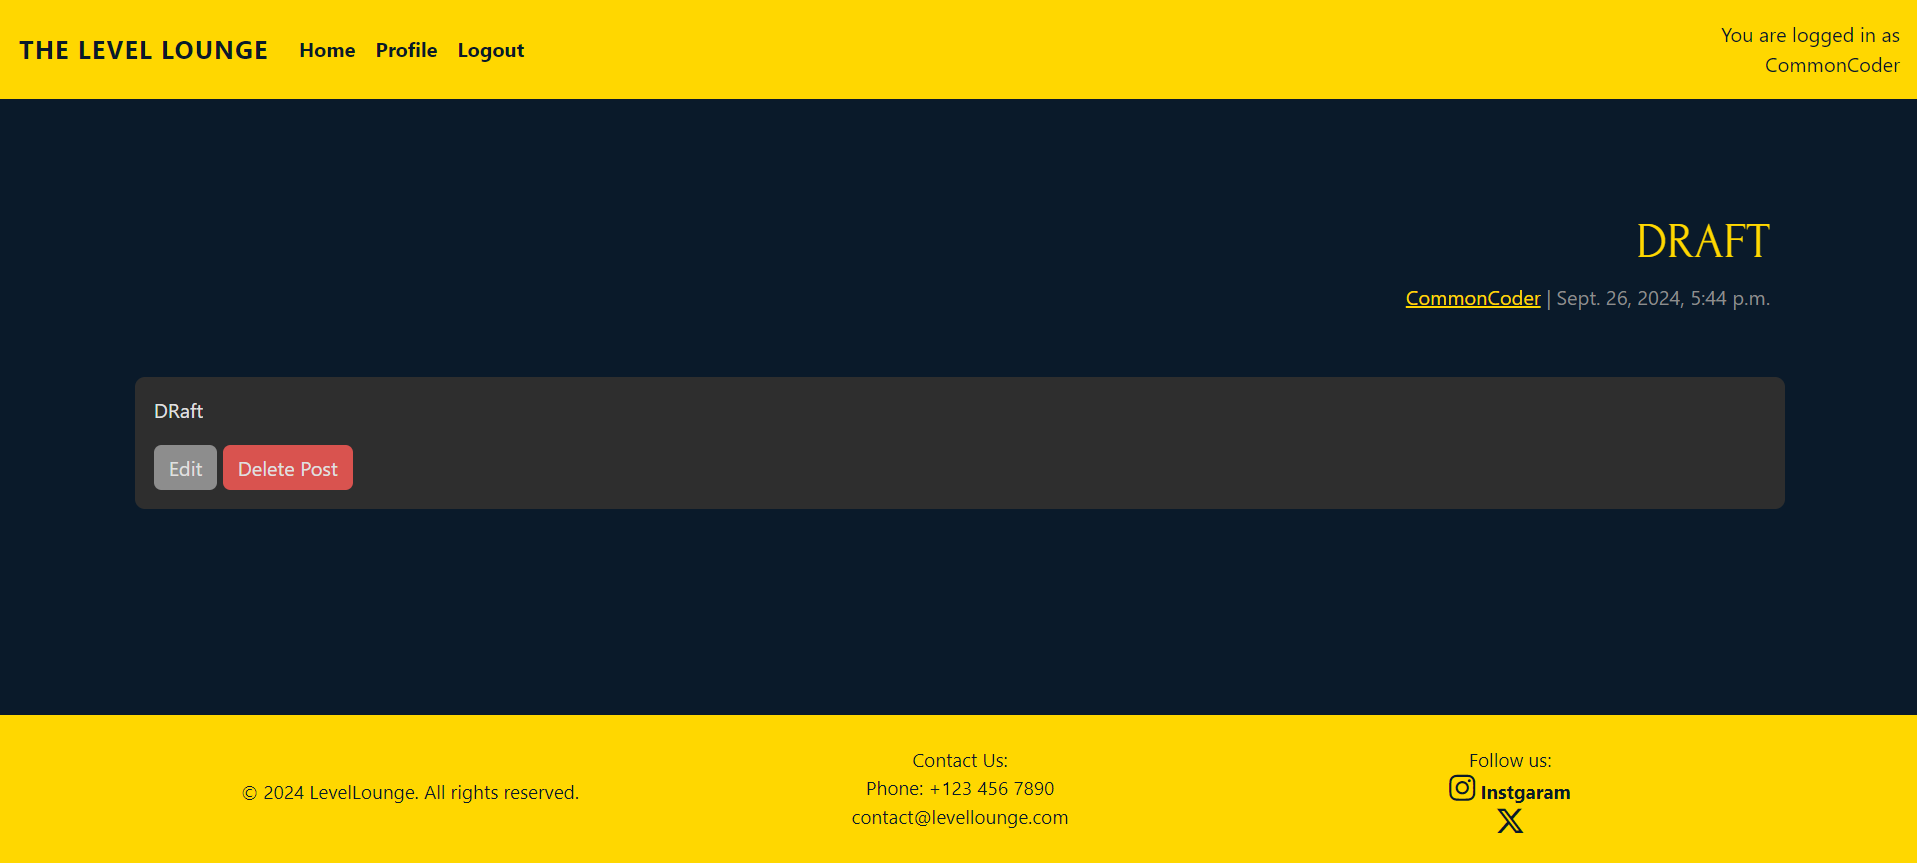 THE LEVEL LOUNGE Home Profile Logout
You are logged in as
CommonCoder
DRAFT
CommonCoder | Sept. 26, 2024, 5:44 p.m.
DRaft
Edit Delete Post
© 2024 LevelLounge. All rights reserved.
Contact Us:
Phone: +123 456 7890
contact@levellounge.com
Follow us:
Instgaram